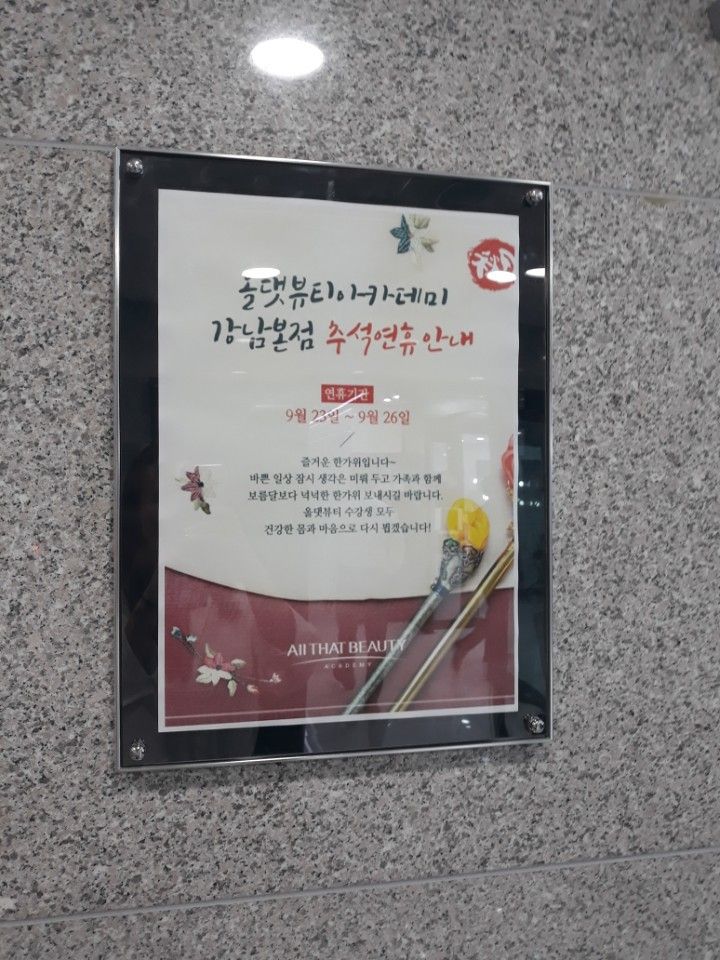 올댓뷰티아카데미
강남본점 추석연휴안내
연휴기간
9월 23일 ~ 9월 26일
즐거운 한가위입니다~
바쁜 일상 잠시 생각은 미뤄 두고 가족과 함께
보름달보다 넉넉한 한가위 보내시길 바랍니다.
올댓뷰티 수강생 모두
건강한 몸과 마음으로 다시 뵙겠습니다!
All THAT BEAUTY
ACADEMY